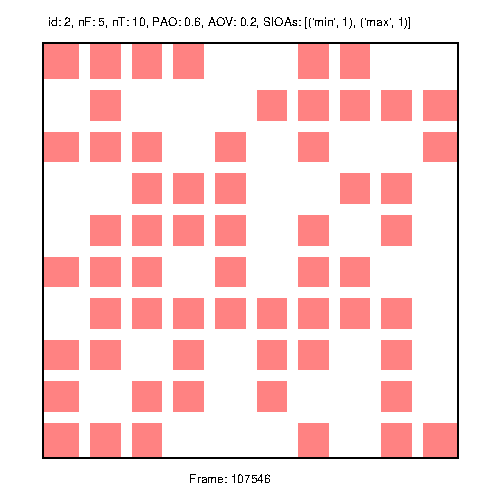 id: 2, nF: 5, nT: 10, PAO: 0.6, AOV: 0.2, SIOAs: [('min', 1), ('max', 1)]
Frame: 107546